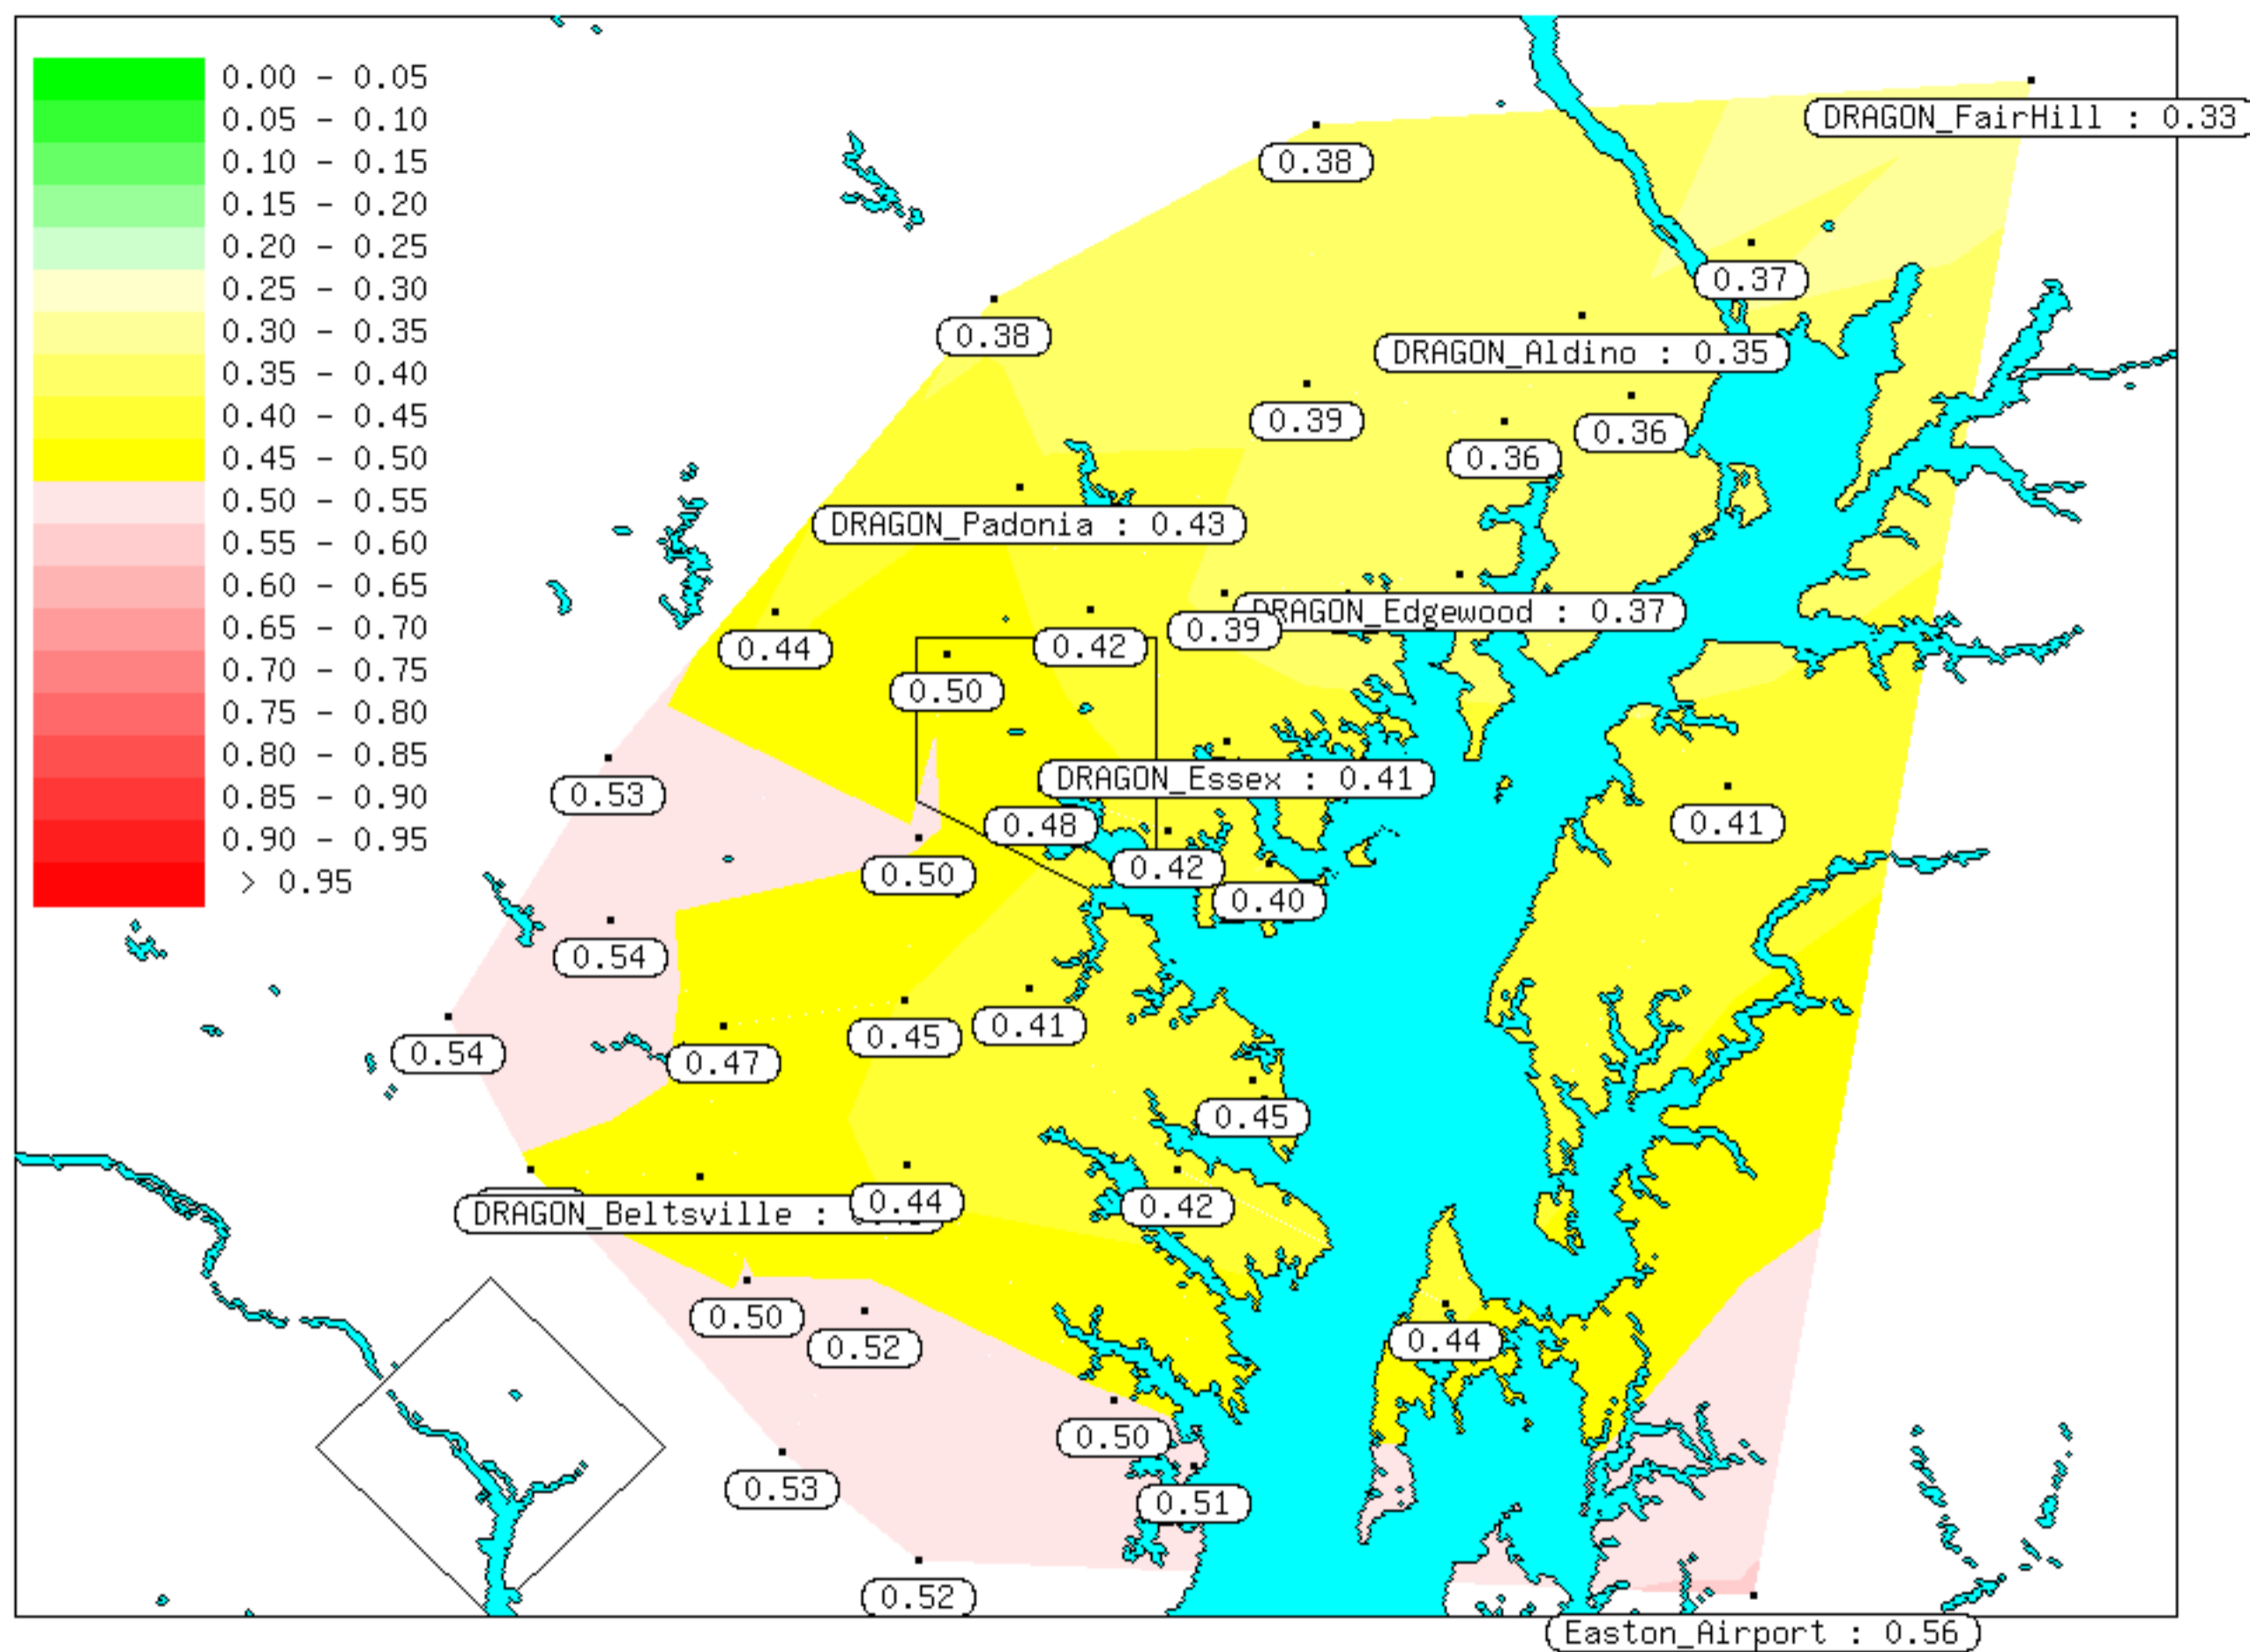 0.00 - 0.05
0.05 - 0.10
0.10 - 0.15
0.15 - 0.20
0.20 - 0.25
0.25 - 0.30
0.30 - 0.35
0.35 - 0.40
0.40 - 0.45
0.45 - 0.50
0.50 - 0.55
0.55 - 0.60
0.60 - 0.65
0.65 - 0.70
0.70 - 0.75
0.75 - 0.80
0.80 - 0.85
0.85 - 0.90
0.90 - 0.95
> 0.95
DRAGON_FairHill : 0.33
0.38
0.37
0.38
DRAGON_Aldino : 0.35
0.39
0.36
0.36
DRAGON_Padonia : 0.43
DRAGON_Edgewood : 0.37
0.39
0.44
0.42
0.50
DRAGON_Essex : 0.41
0.53
0.48
0.41
0.42
0.50
0.40
0.54
0.41
0.45
0.54
0.47
0.45
0.44
0.42
DRAGON_Beltsville :
0.50
0.44
0.52
0.50
0.53
0.51
0.52
Easton_Airport : 0.56